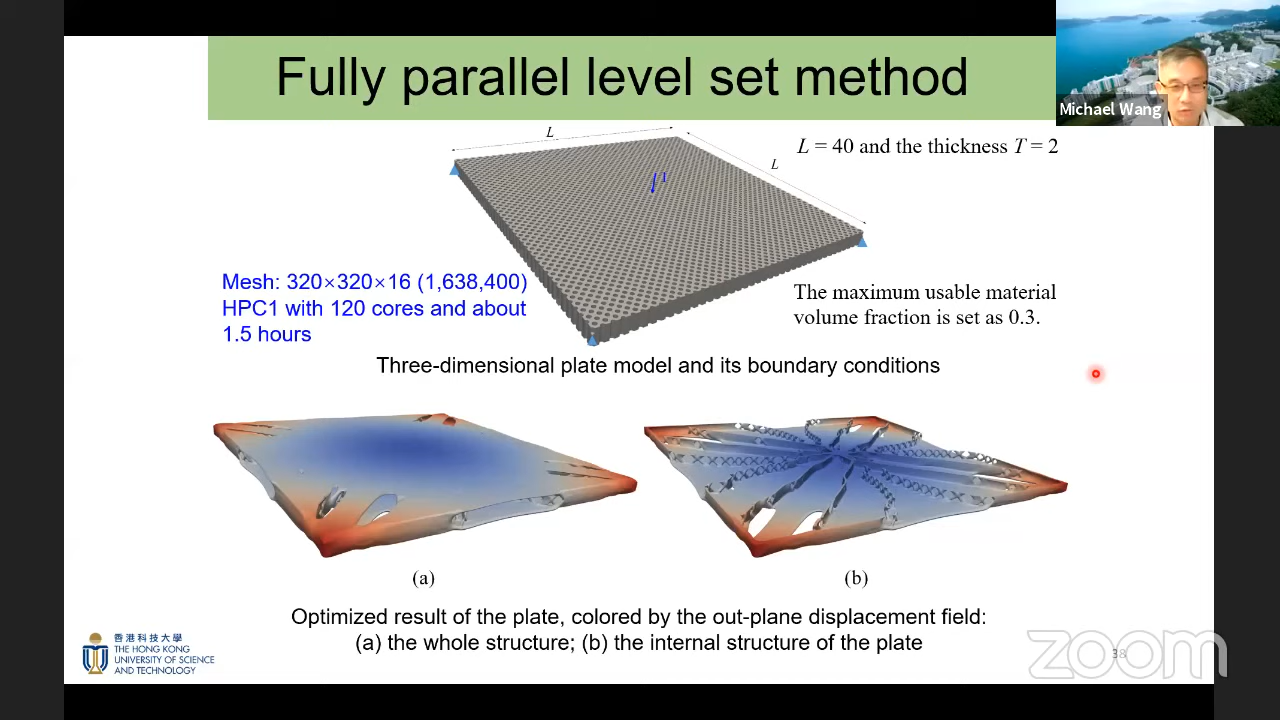 Fully parallel level set method
Michael Wang
L
L = 40 and the thickness T = 2
L
1
Mesh: 320×320×16 (1,638,400)
HPC1 with 120 cores and about
1.5 hours
The maximum usable material
volume fraction is set as 0.3.
Three-dimensional plate model and its boundary conditions
(a)
(b)
Optimized result of the plate, colored by the out-plane displacement field:
(a) the whole structure; (b) the internal structure of the plate
香港科技大學
THE HONG KONG
UNIVERSITY OF SCIENCE
AND TECHNOLOGY
zoom
38